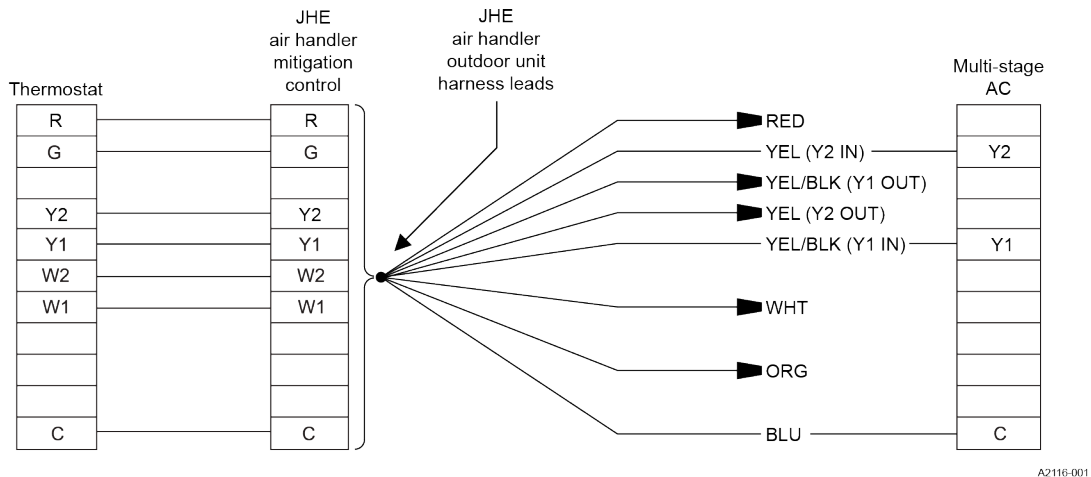 JHE
air handler
mitigation
control
JHE
air handler
outdoor unit
harness leads
Thermostat
Multi-stage
AC
R
R
RED
G
G
YEL (Y2 IN)
Y2
YEL/BLK (Y1 OUT)
Y2
Y2
YEL (Y2 OUT)
Y1
Y1
YEL/BLK (Y1 IN)
Y1
W2
W2
W1
W1
WHT
ORG
C
C
BLU
C
A2116-001